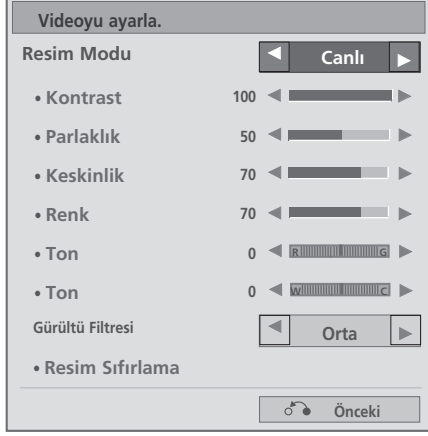 Videoyu ayarla.
Resim Modu ◄ Canlı ►
• Kontrast 100 ◄ ►
• Parlaklık 50 ◄ ►
• Keskinlik 70 ◄ ►
• Renk 70 ◄ ►
• Ton 0 ◄ R G ►
• Ton 0 ◄ W C ►
Gürültü Filtresi ◄ Orta ►
• Resim Sıfırlama
Önceki